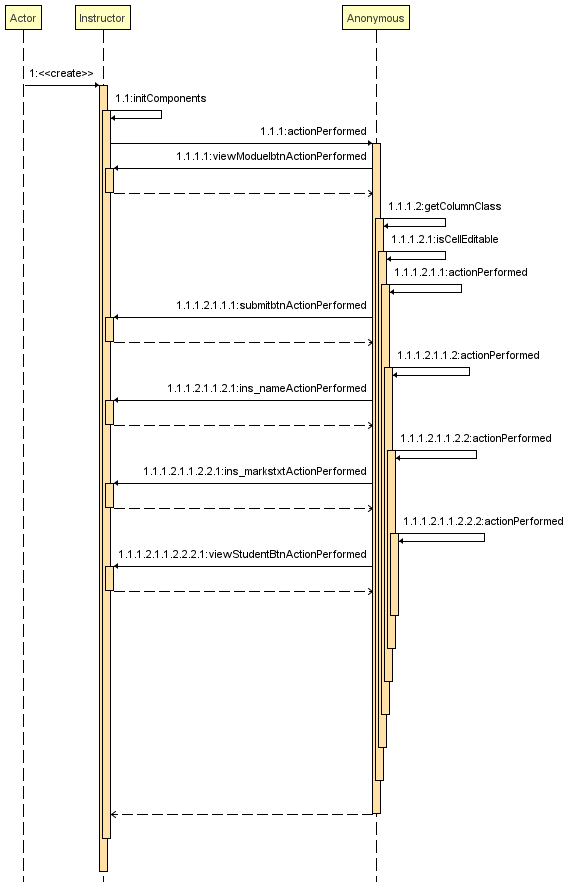 Actor
Instructor
Anonymous
1:<<create>>
1.1:initComponents
1.1.1:actionPerformed
1.1.1.1:viewModuelbtnActionPerformed
1.1.1.2:getColumnClass
1.1.1.2.1:isCellEditable
1.1.1.2.1.1:actionPerformed
1.1.1.2.1.1.1:submitbtnActionPerformed
1.1.1.2.1.1.2:actionPerformed
1.1.1.2.1.1.2.1:ins_nameActionPerformed
1.1.1.2.1.1.2.2:actionPerformed
1.1.1.2.1.1.2.2.1:ins_markstxtActionPerformed
1.1.1.2.1.1.2.2.2:actionPerformed
1.1.1.2.1.1.2.2.2.1:viewStudentBtnActionPerformed